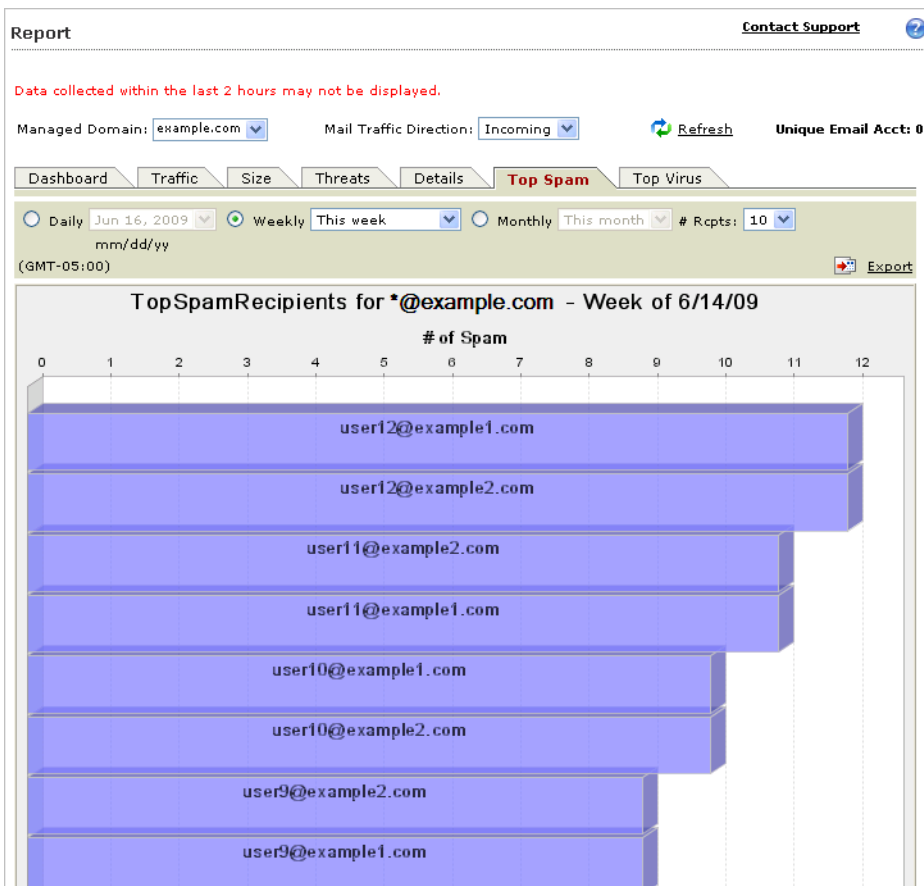 Report Contact Support ?
Data collected within the last 2 hours may not be displayed.
Managed Domain: example.com Mail Traffic Direction: Incoming Refresh Unique Email Acct: 0
Dashboard Traffic Size Threats Details Top Spam Top Virus
Daily Jun 16, 2009 Weekly This week Monthly This month # Rcpts: 10
mm/dd/yy
(GMT-05:00) Export
TopSpamRecipients for *@example.com - Week of 6/14/09
# of Spam
0 1 2 3 4 5 6 7 8 9 10 11 12
user12@example1.com
user12@example2.com
user11@example2.com
user11@example1.com
user10@example1.com
user10@example2.com
user9@example2.com
user9@example1.com